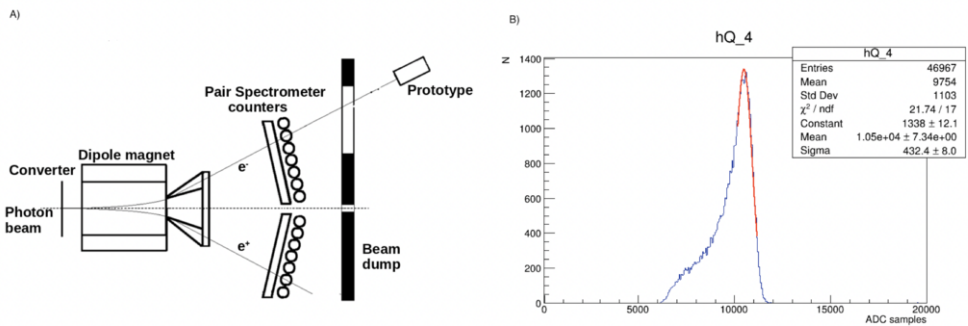 A)
Pair Spectrometer
counters
Prototype
Dipole magnet
Converter
e-
Photon
beam
e+
Beam
dump
B)
hQ_4
N
hQ_4
Entries 46967
Mean 9754
Std Dev 1103
χ² / ndf 21.74 / 17
Constant 1338 ± 12.1
Mean 1.05e+04 ± 7.34e+00
Sigma 432.4 ± 8.0
1400
1200
1000
800
600
400
200
0
0 5000 10000 15000 20000
ADC samples